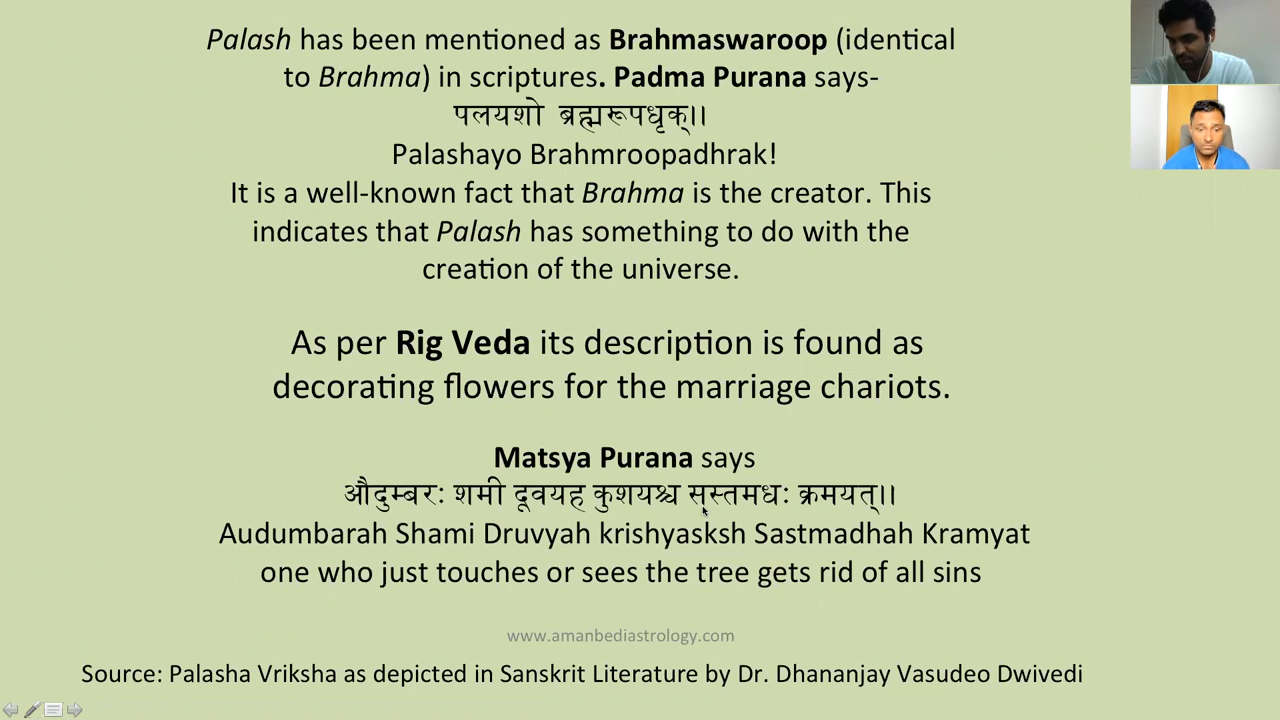 Palash has been mentioned as Brahmaswaroop (identical
to Brahma) in scriptures. Padma Purana says-
पलयशो ब्रह्मरूपधृक्।।
Palashayo Brahmroopadhrak!
It is a well-known fact that Brahma is the creator. This
indicates that Palash has something to do with the
creation of the universe.
As per Rig Veda its description is found as
decorating flowers for the marriage chariots.
Matsya Purana says
औदुम्बरः शमी दूवयह कुशयश्च सृस्तमधः क्रमयत्।।
Audumbarah Shami Druvyah krishyasksh Sastmadhah Kramyat
one who just touches or sees the tree gets rid of all sins
www.amanbediastrology.com
Source: Palasha Vriksha as depicted in Sanskrit Literature by Dr. Dhananjay Vasudeo Dwivedi